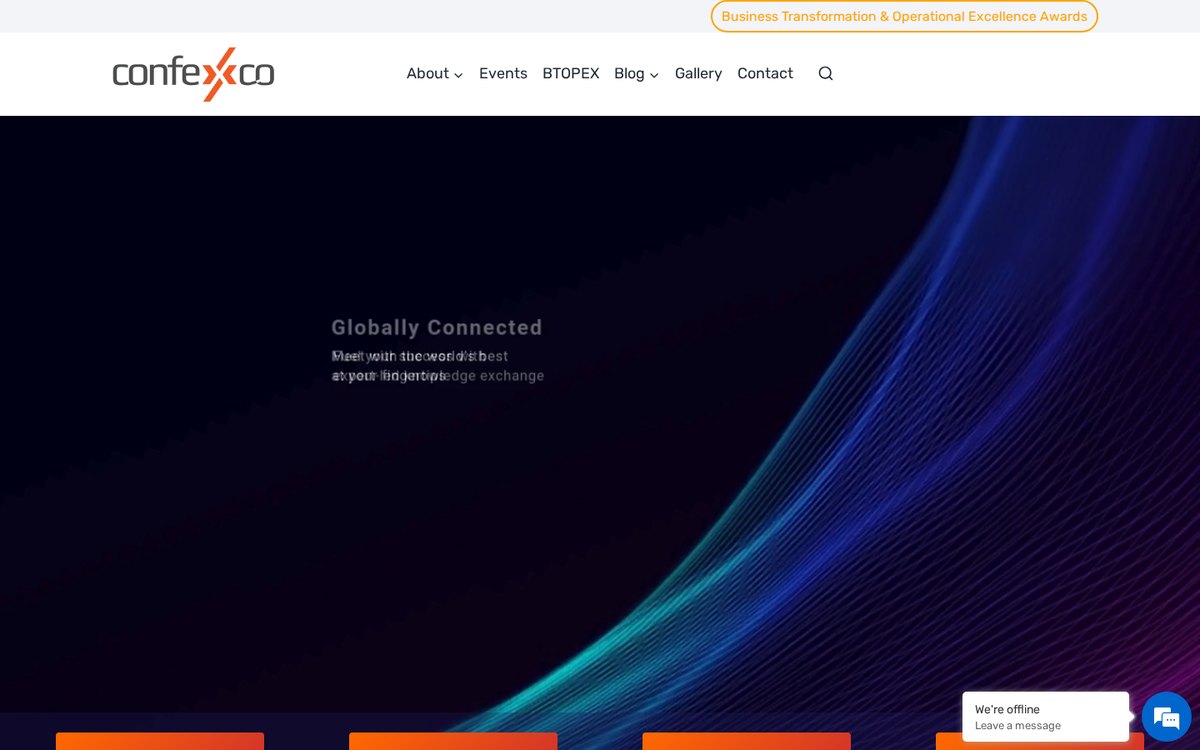 Business Transformation & Operational Excellence Awards
confexco
About
Events
BTOPEX
Blog
Gallery
Contact
Globally Connected
We're offline
Leave a message